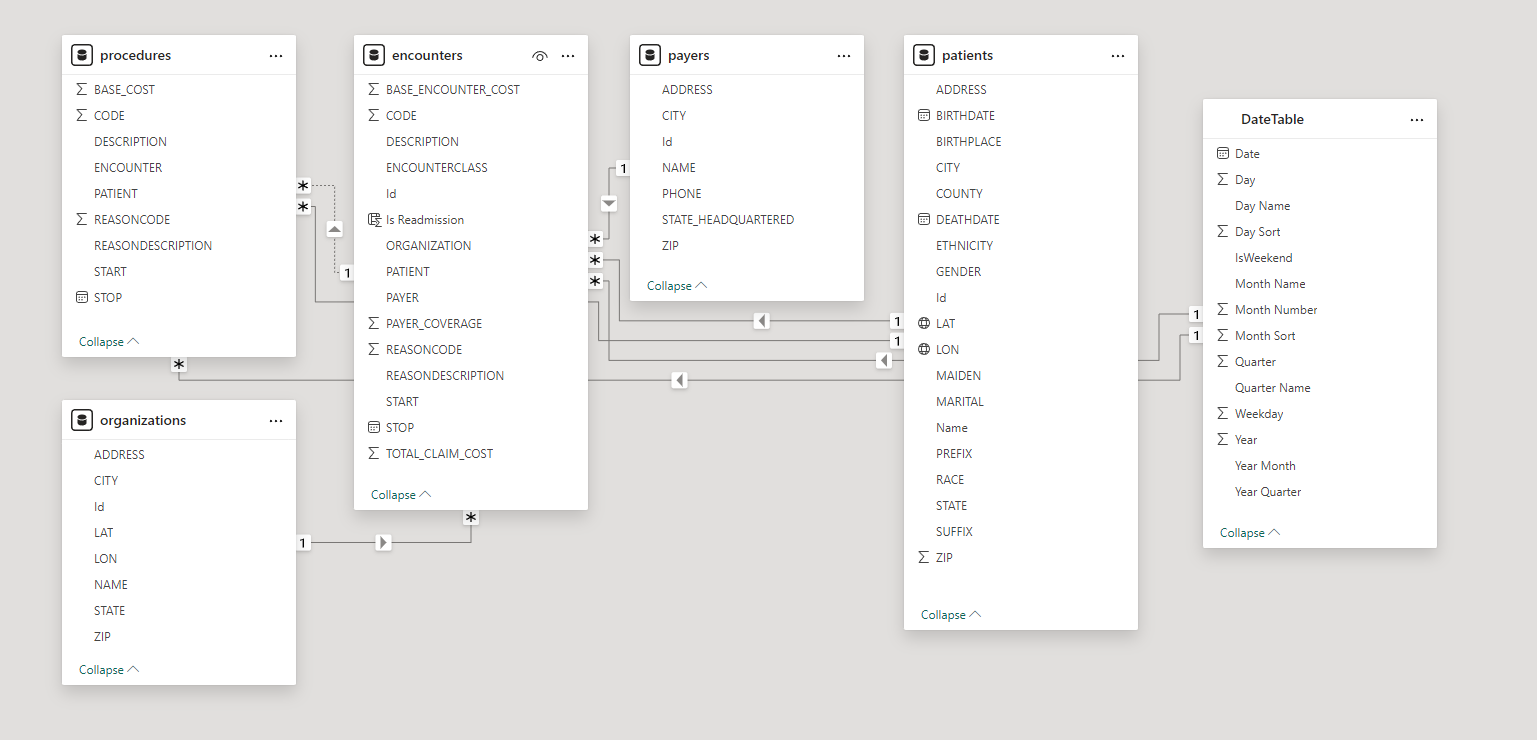 procedures
BASE_COST
CODE
DESCRIPTION
ENCOUNTER
PATIENT
REASONCODE
REASONDESCRIPTION
START
STOP
Collapse
encounters
BASE_ENCOUNTER_COST
CODE
DESCRIPTION
ENCOUNTERCLASS
Id
Is Readmission
ORGANIZATION
PATIENT
PAYER
PAYER_COVERAGE
REASONCODE
REASONDESCRIPTION
START
STOP
TOTAL_CLAIM_COST
Collapse
payers
ADDRESS
CITY
Id
NAME
PHONE
STATE_HEADQUARTERED
ZIP
Collapse
patients
ADDRESS
BIRTHDATE
BIRTHPLACE
CITY
COUNTY
DEATHDATE
ETHNICITY
GENDER
Id
LAT
LON
MAIDEN
MARITAL
Name
PREFIX
RACE
STATE
SUFFIX
ZIP
Collapse
DateTable
Date
Day
Day Name
Day Sort
IsWeekend
Month Name
Month Number
Month Sort
Quarter
Quarter Name
Weekday
Year
Year Month
Year Quarter
Collapse
organizations
ADDRESS
CITY
Id
LAT
LON
NAME
STATE
ZIP
Collapse
*
*
1
*
1
*
*
*
1
1
1
1
1
*